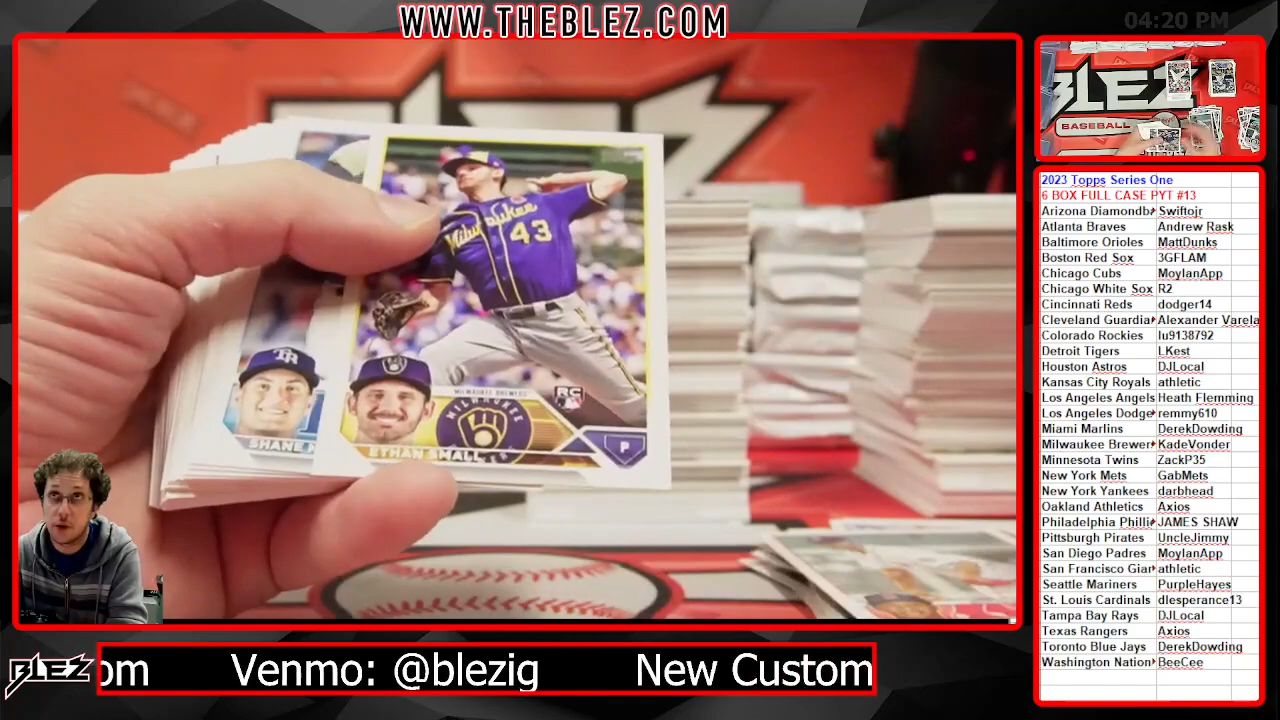 WWW.THEBLEZ.COM
04:20 PM
BLEZ
BASEBALL
Milwaukee
43
MILWAUKEE BREWERS
RC
MILWAUKEE
P
ETHAN SMALL
TB
SHANE
2023 Topps Series One
6 BOX FULL CASE PYT #13
Arizona Diamondba Swiftojr
Atlanta Braves Andrew Rask
Baltimore Orioles MattDunks
Boston Red Sox 3GFLAM
Chicago Cubs MoylanApp
Chicago White Sox R2
Cincinnati Reds dodger14
Cleveland Guardia Alexander Varela
Colorado Rockies lu9138792
Detroit Tigers LKest
Houston Astros DJLocal
Kansas City Royals athletic
Los Angeles Angels Heath Flemming
Los Angeles Dodge remmy610
Miami Marlins DerekDowding
Milwaukee Brewer KadeVonder
Minnesota Twins ZackP35
New York Mets GabMets
New York Yankees darbhead
Oakland Athletics Axios
Philadelphia Philli JAMES SHAW
Pittsburgh Pirates UncleJimmy
San Diego Padres MoylanApp
San Francisco Giar athletic
Seattle Mariners PurpleHayes
St. Louis Cardinals dlesperance13
Tampa Bay Rays DJLocal
Texas Rangers Axios
Toronto Blue Jays DerekDowding
Washington Nation BeeCee
BLEZ om Venmo: @blezig New Custom